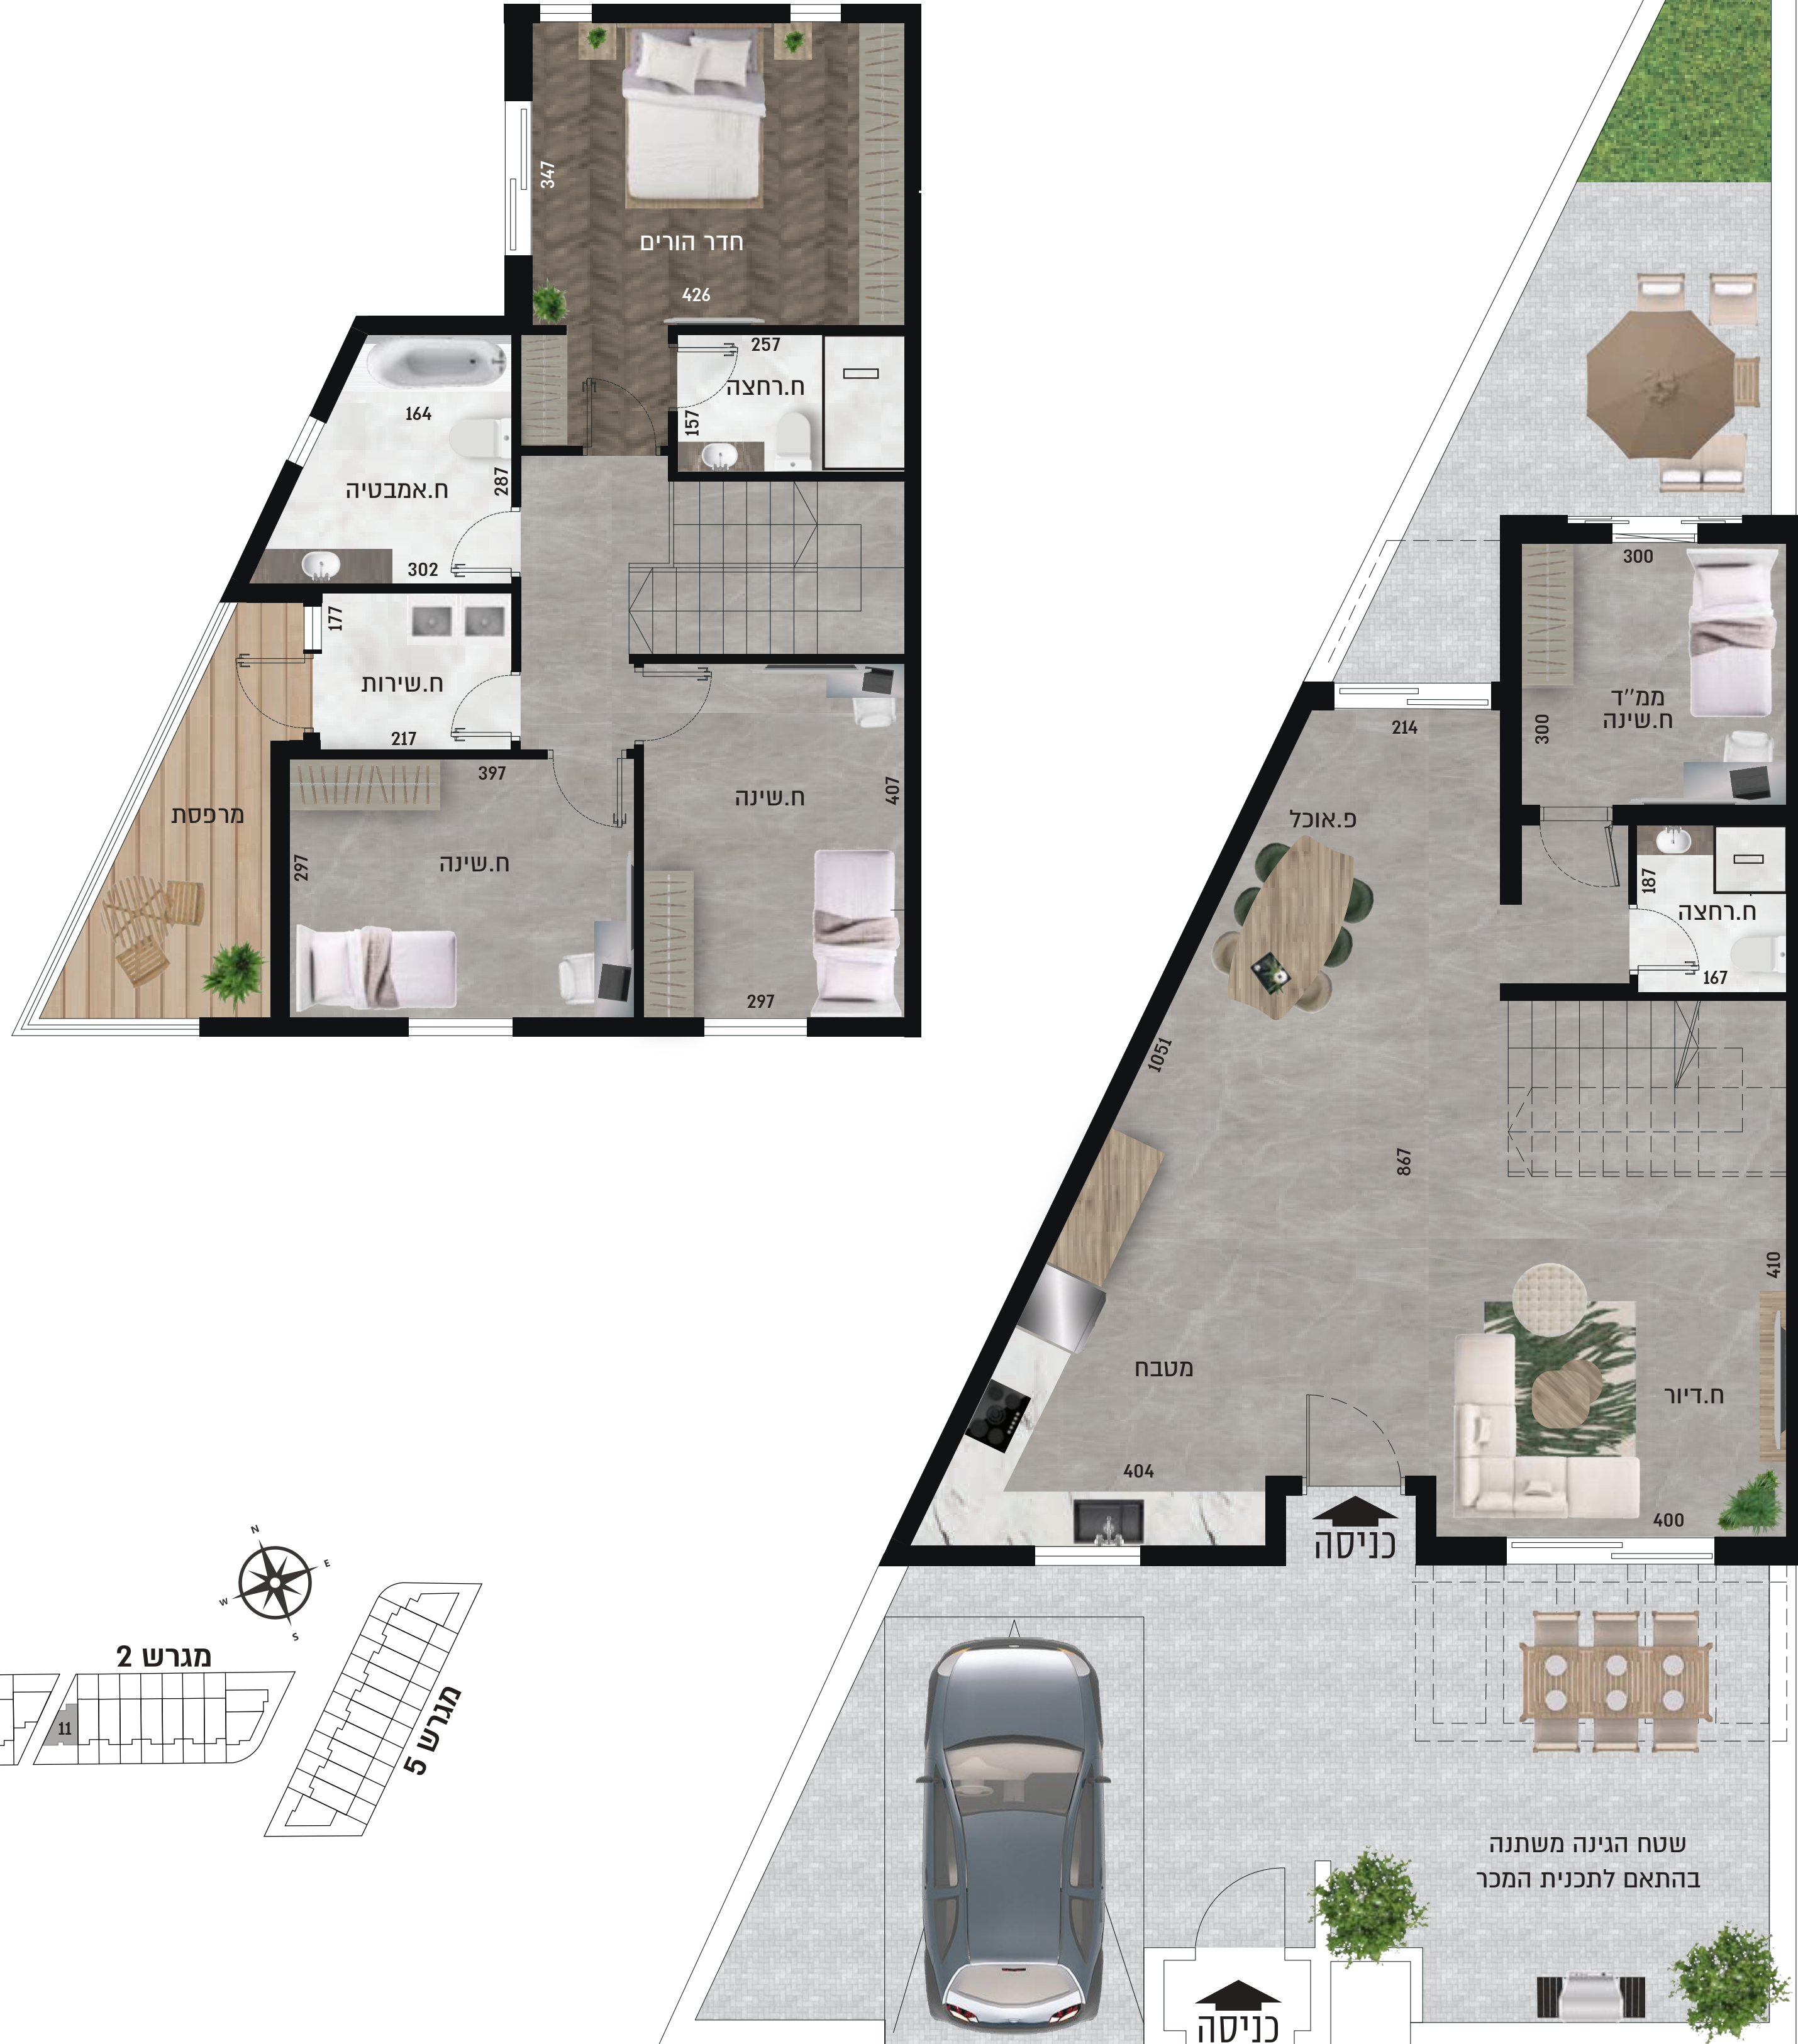 347
חדר הורים
426
257
ח.רחצה
157
164
287
ח.אמבטיה
302
177
ח.שירות
217
397
מרפסת
297
ח.שינה
ח.שינה
407
297
300
ממ״ד
ח.שינה
300
214
פ.אוכל
187
ח.רחצה
167
1051
867
410
מטבח
ח.דיור
404
400
כניסה
N
E
W
S
מגרש 2
11
מגרש 5
שטח הגינה משתנה
בהתאם לתכנית המכר
כניסה